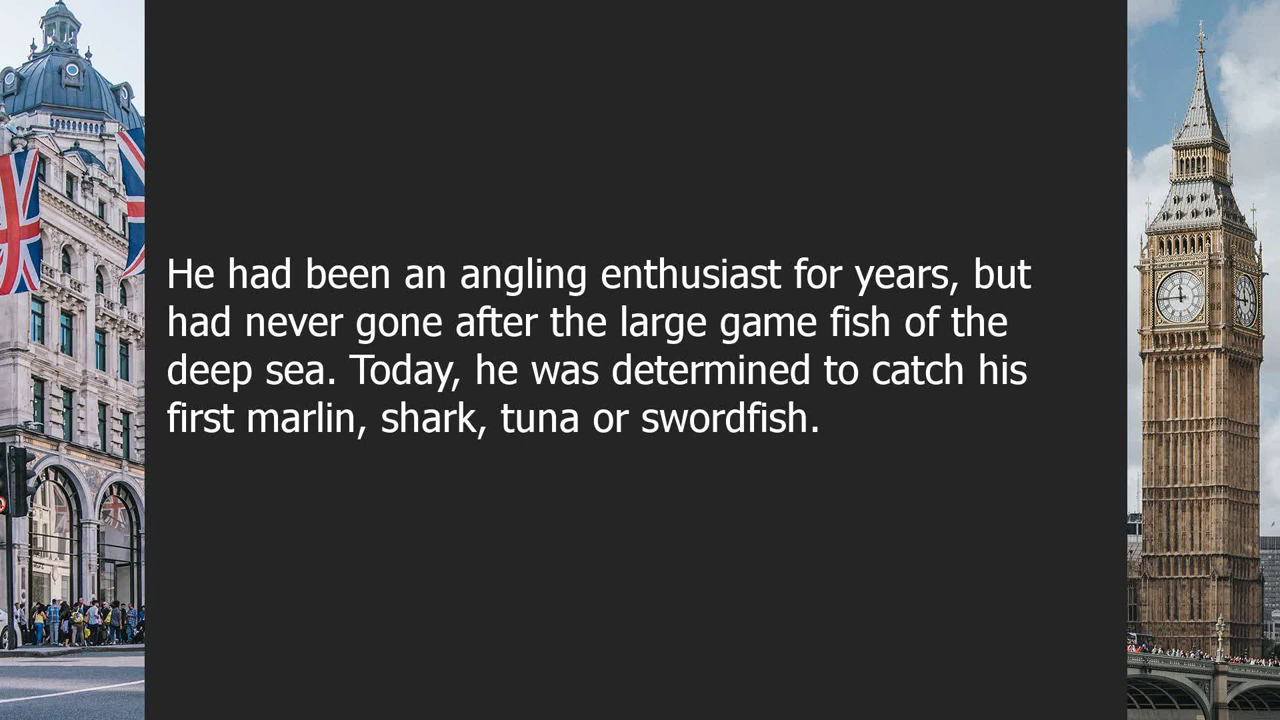 He had been an angling enthusiast for years, but
had never gone after the large game fish of the
deep sea. Today, he was determined to catch his
first marlin, shark, tuna or swordfish.